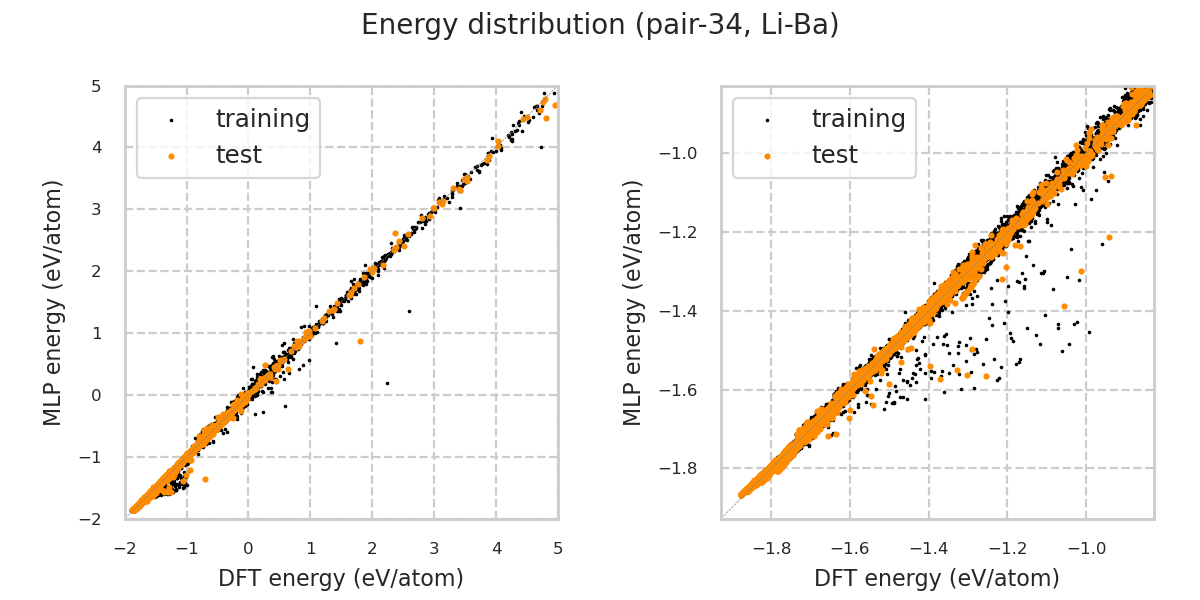 Energy distribution (pair-34, Li-Ba)
training
test
5
4
3
2
1
0
−1
−2
−2
−1
0
1
2
3
4
5
MLP energy (eV/atom)
DFT energy (eV/atom)
training
test
−1.0
−1.2
−1.4
−1.6
−1.8
−1.8
−1.6
−1.4
−1.2
−1.0
MLP energy (eV/atom)
DFT energy (eV/atom)